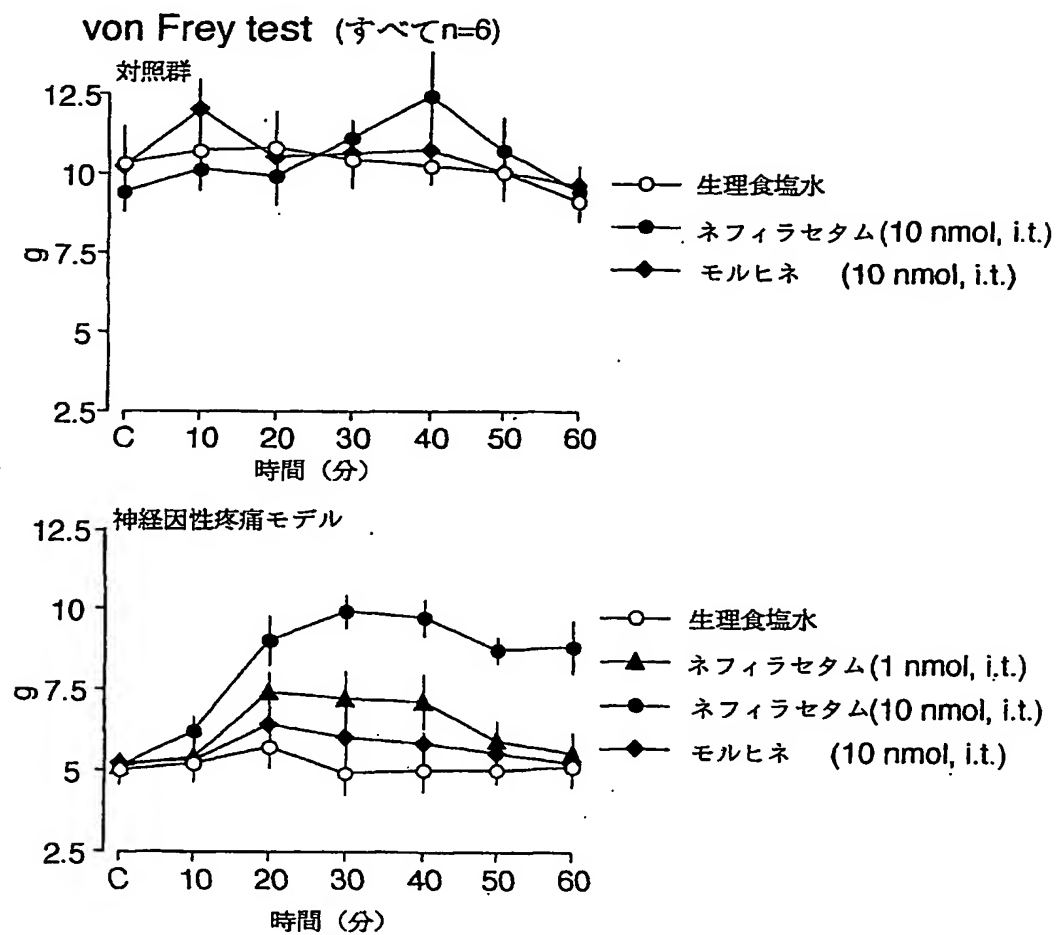 von Frey test (すべてn=6)
対照群
12.5
10
7.5
5
2.5
g
C 10 20 30 40 50 60
時間（分）
生理食塩水
ネフィラセタム(10 nmol, i.t.)
モルヒネ (10 nmol, i.t.)
神経因性疼痛モデル
12.5
10
7.5
5
2.5
g
C 10 20 30 40 50 60
時間（分）
生理食塩水
ネフィラセタム(1 nmol, i.t.)
ネフィラセタム(10 nmol, i.t.)
モルヒネ (10 nmol, i.t.)